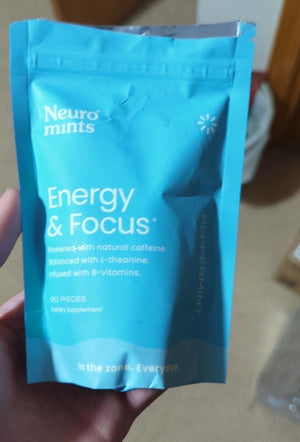 Neuro®
mints
Energy
& Focus*
Powered with natural caffeine.
Balanced with L-theanine.
Infused with B-vitamins.
PEPPERMINT
90 PIECES
Dietary Supplement
In the zone. Everyday.